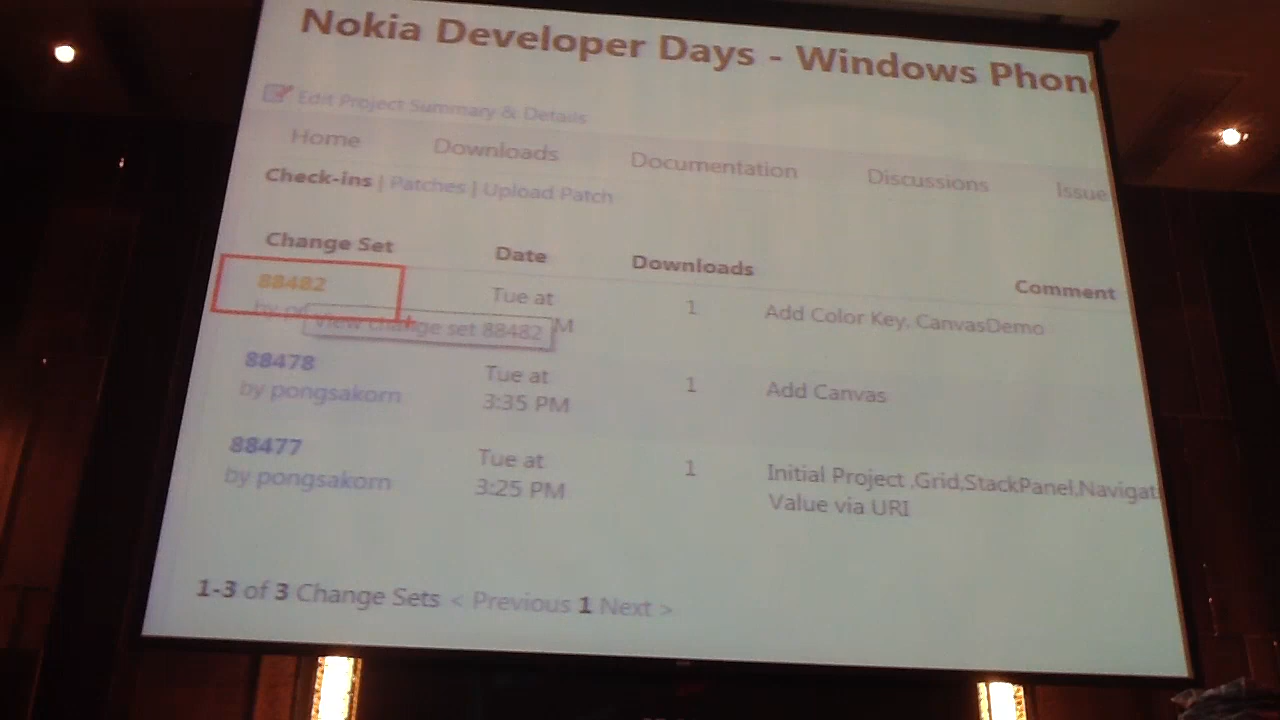 Nokia Developer Days - Windows Phone
Edit Project Summary & Details
Home Downloads Documentation Discussions Issue
Check-ins | Patches | Upload Patch
Change Set Date Downloads Comment
88482 Tue at 1 Add Color Key, CanvasDemo
by
View change set 88482
88478 Tue at 1 Add Canvas
by pongsakorn 3:35 PM
88477 Tue at 1 Initial Project ,Grid,StackPanel,Navigat
by pongsakorn 3:25 PM Value via URI
1-3 of 3 Change Sets < Previous 1 Next >